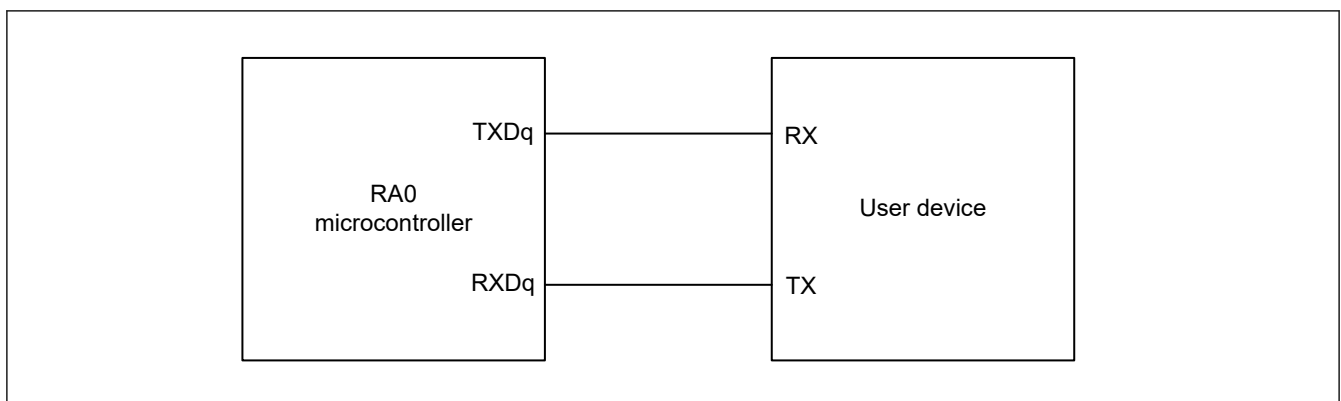 TXDq
RX
RA0
microcontroller
User device
RXDq
TX